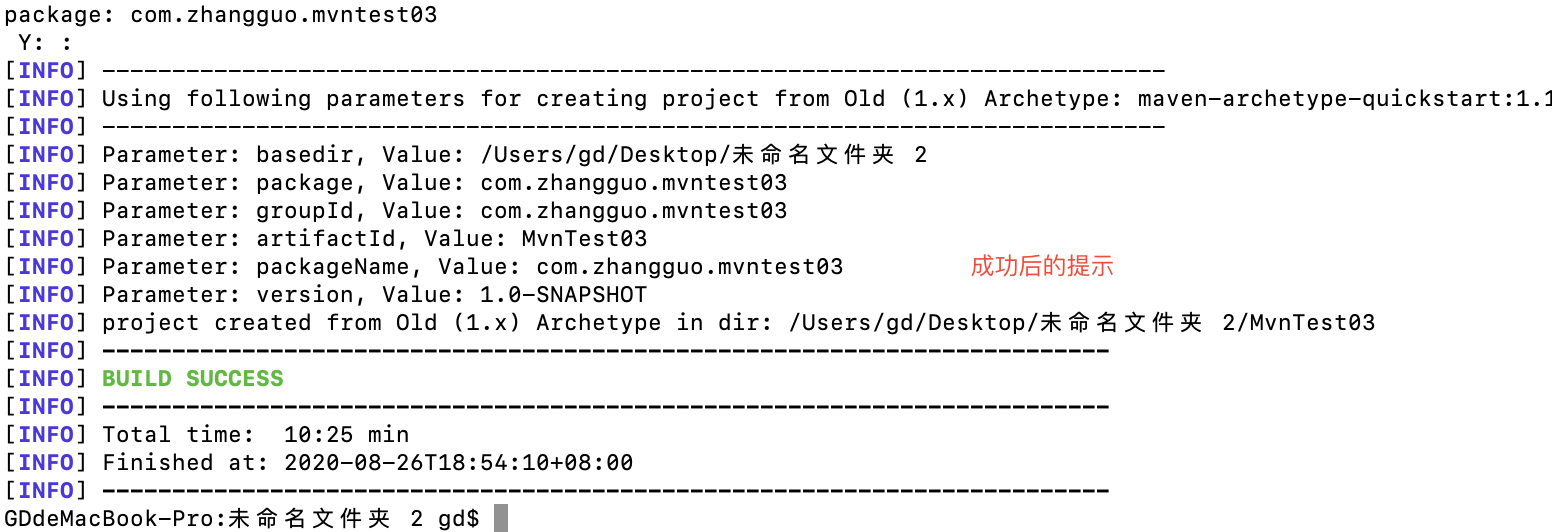 package: com.zhangguo.mvntest03
Y: :
[INFO] ----------------------------------------------------------------------------
[INFO] Using following parameters for creating project from Old (1.x) Archetype: maven-archetype-quickstart:1.1
[INFO] ----------------------------------------------------------------------------
[INFO] Parameter: basedir, Value: /Users/gd/Desktop/未命名文件夹 2
[INFO] Parameter: package, Value: com.zhangguo.mvntest03
[INFO] Parameter: groupId, Value: com.zhangguo.mvntest03
[INFO] Parameter: artifactId, Value: MvnTest03
[INFO] Parameter: packageName, Value: com.zhangguo.mvntest03 成功后的提示
[INFO] Parameter: version, Value: 1.0-SNAPSHOT
[INFO] project created from Old (1.x) Archetype in dir: /Users/gd/Desktop/未命名文件夹 2/MvnTest03
[INFO] ------------------------------------------------------------------------
[INFO] BUILD SUCCESS
[INFO] ------------------------------------------------------------------------
[INFO] Total time:  10:25 min
[INFO] Finished at: 2020-08-26T18:54:10+08:00
[INFO] ------------------------------------------------------------------------
GDdeMacBook-Pro:未命名文件夹 2 gd$